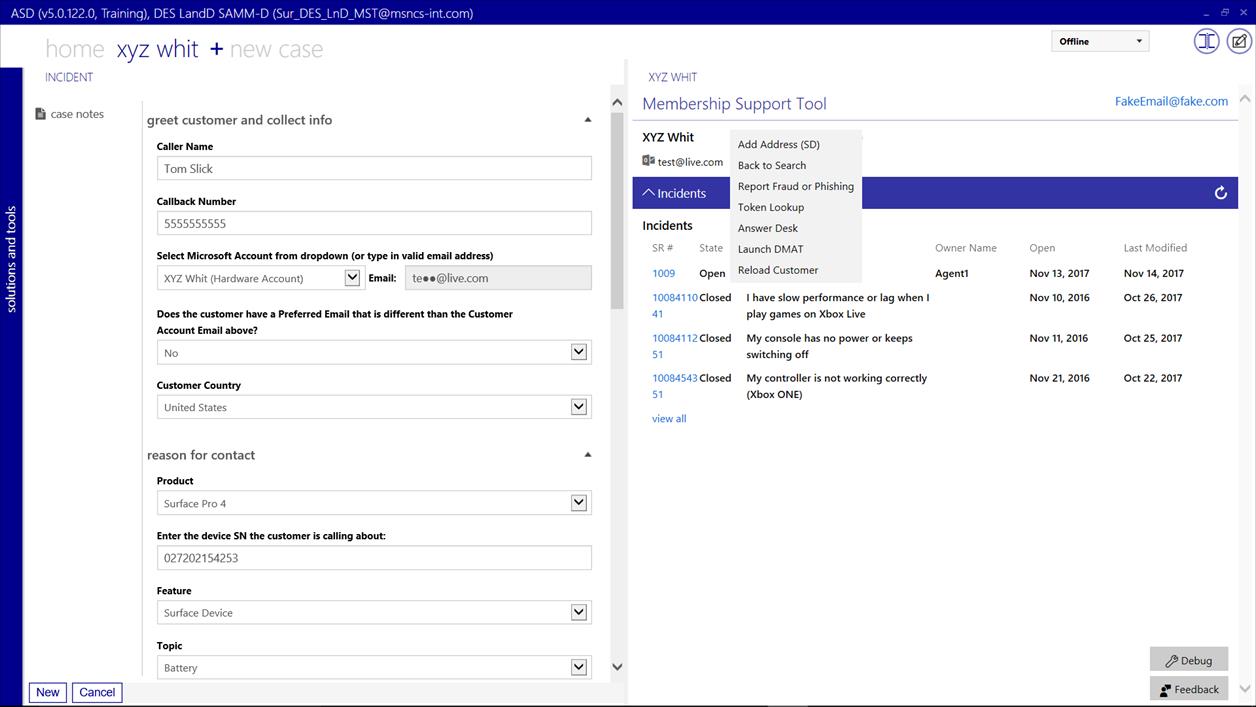 ASD (v5.0.122.0, Training), DES LandD SAMM-D (Sur_DES_LnD_MST@msncs-int.com)
home xyz whit + new case
Offline
solutions and tools
INCIDENT
case notes
greet customer and collect info
Caller Name
Tom Slick
Callback Number
5555555555
Select Microsoft Account from dropdown (or type in valid email address)
XYZ Whit (Hardware Account) Email: te●●@live.com
Does the customer have a Preferred Email that is different than the Customer
Account Email above?
No
Customer Country
United States
reason for contact
Product
Surface Pro 4
Enter the device SN the customer is calling about:
027202154253
Feature
Surface Device
Topic
Battery
New Cancel
XYZ WHIT
Membership Support Tool FakeEmail@fake.com
XYZ Whit
test@live.com
Add Address (SD)
Back to Search
Report Fraud or Phishing
Token Lookup
Answer Desk
Launch DMAT
Reload Customer
Incidents
Incidents
SR # State Owner Name Open Last Modified
1009 Open Agent1 Nov 13, 2017 Nov 14, 2017
10084110 Closed I have slow performance or lag when I Nov 10, 2016 Oct 26, 2017
41 play games on Xbox Live
10084112 Closed My console has no power or keeps Nov 11, 2016 Oct 25, 2017
51 switching off
10084543 Closed My controller is not working correctly Nov 21, 2016 Oct 22, 2017
51 (Xbox ONE)
view all
Debug
Feedback